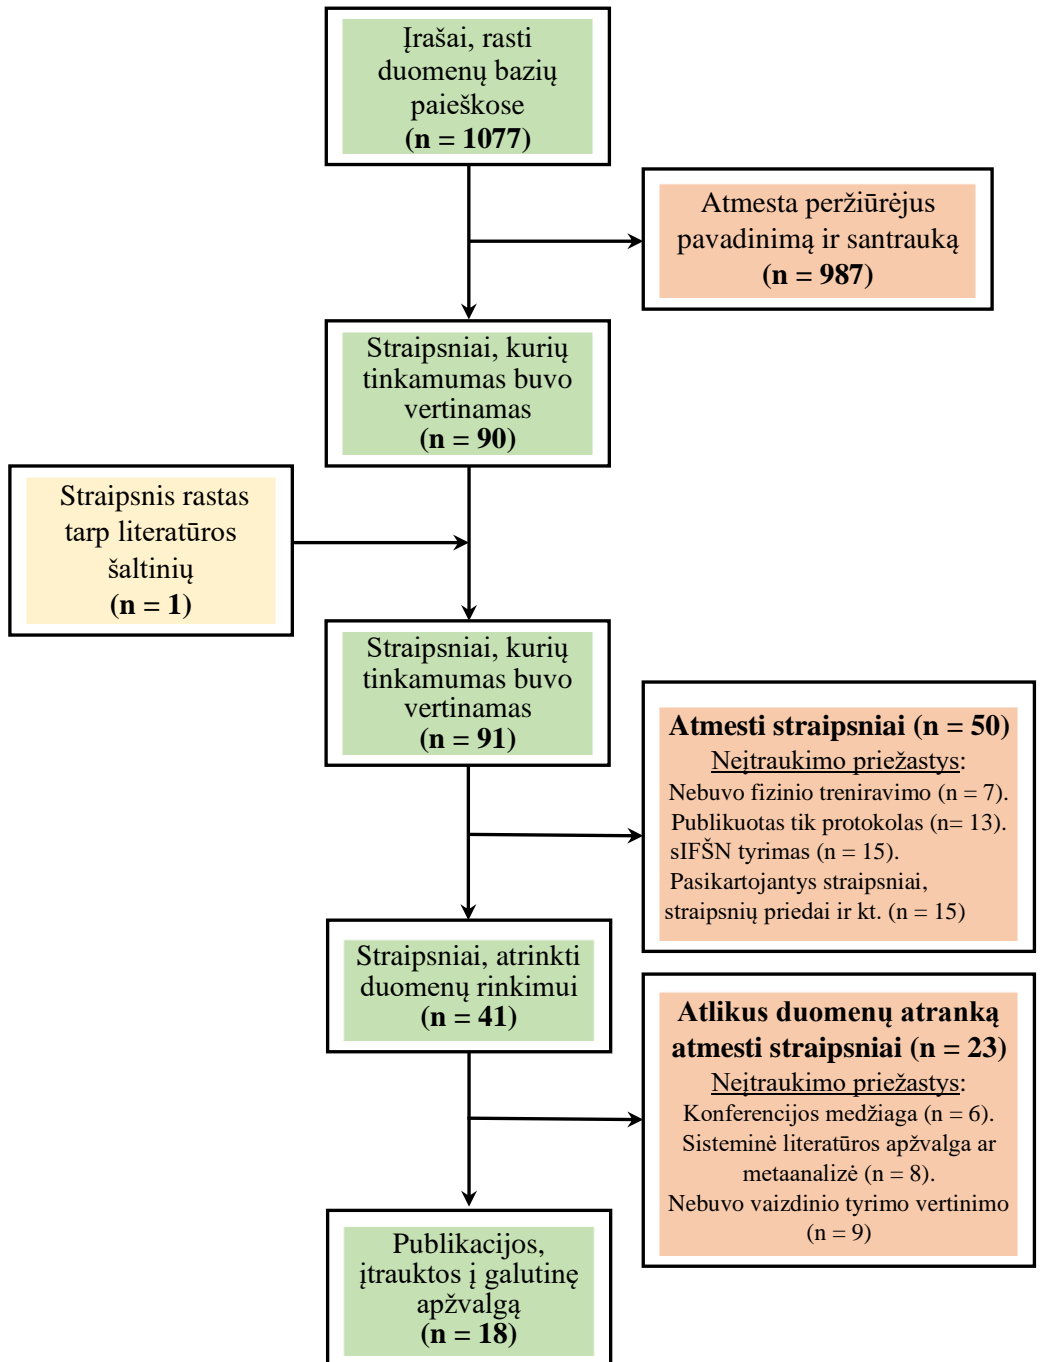 Įrašai, rasti
duomenų bazių
paieškose
(n = 1077)
Atmesta peržiūrėjus
pavadinimą ir santrauką
(n = 987)
Straipsniai, kurių
tinkamumas buvo
vertinamas
(n = 90)
Straipsnis rastas
tarp literatūros
šaltinių
(n = 1)
Straipsniai, kurių
tinkamumas buvo
vertinamas
(n = 91)
Atmesti straipsniai (n = 50)
Neįtraukimo priežastys:
Nebuvo fizinio treniravimo (n = 7).
Publikuotas tik protokolas (n= 13).
sIFŠN tyrimas (n = 15).
Pasikartojantys straipsniai,
straipsnių priedai ir kt. (n = 15)
Straipsniai, atrinkti
duomenų rinkimui
(n = 41)
Atlikus duomenų atranką
atmesti straipsniai (n = 23)
Neįtraukimo priežastys:
Konferencijos medžiaga (n = 6).
Sisteminė literatūros apžvalga ar
metaanalizė (n = 8).
Nebuvo vaizdinio tyrimo vertinimo
(n = 9)
Publikacijos,
įtrauktos į galutinę
apžvalgą
(n = 18)